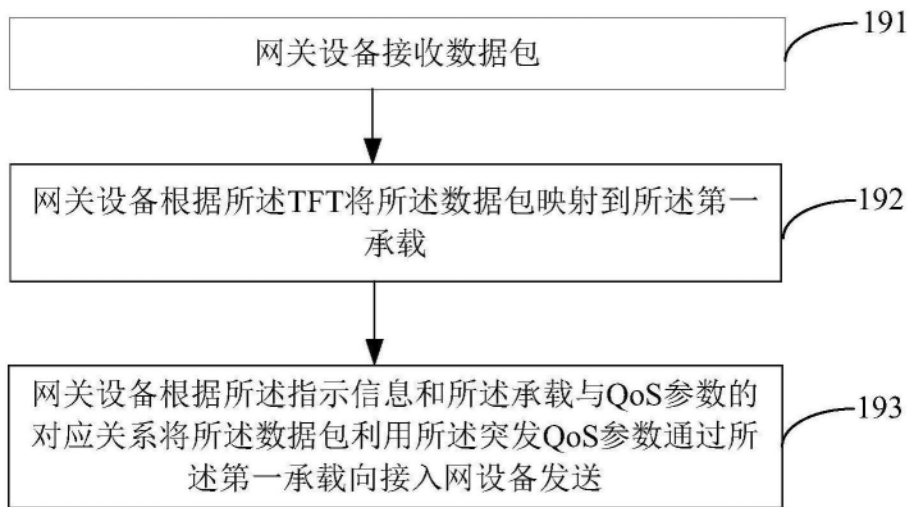 网关设备接收数据包
191
网关设备根据所述TFT将所述数据包映射到所述第一
承载
192
网关设备根据所述指示信息和所述承载与QoS参数的
对应关系将所述数据包利用所述突发QoS参数通过所
述第一承载向接入网设备发送
193